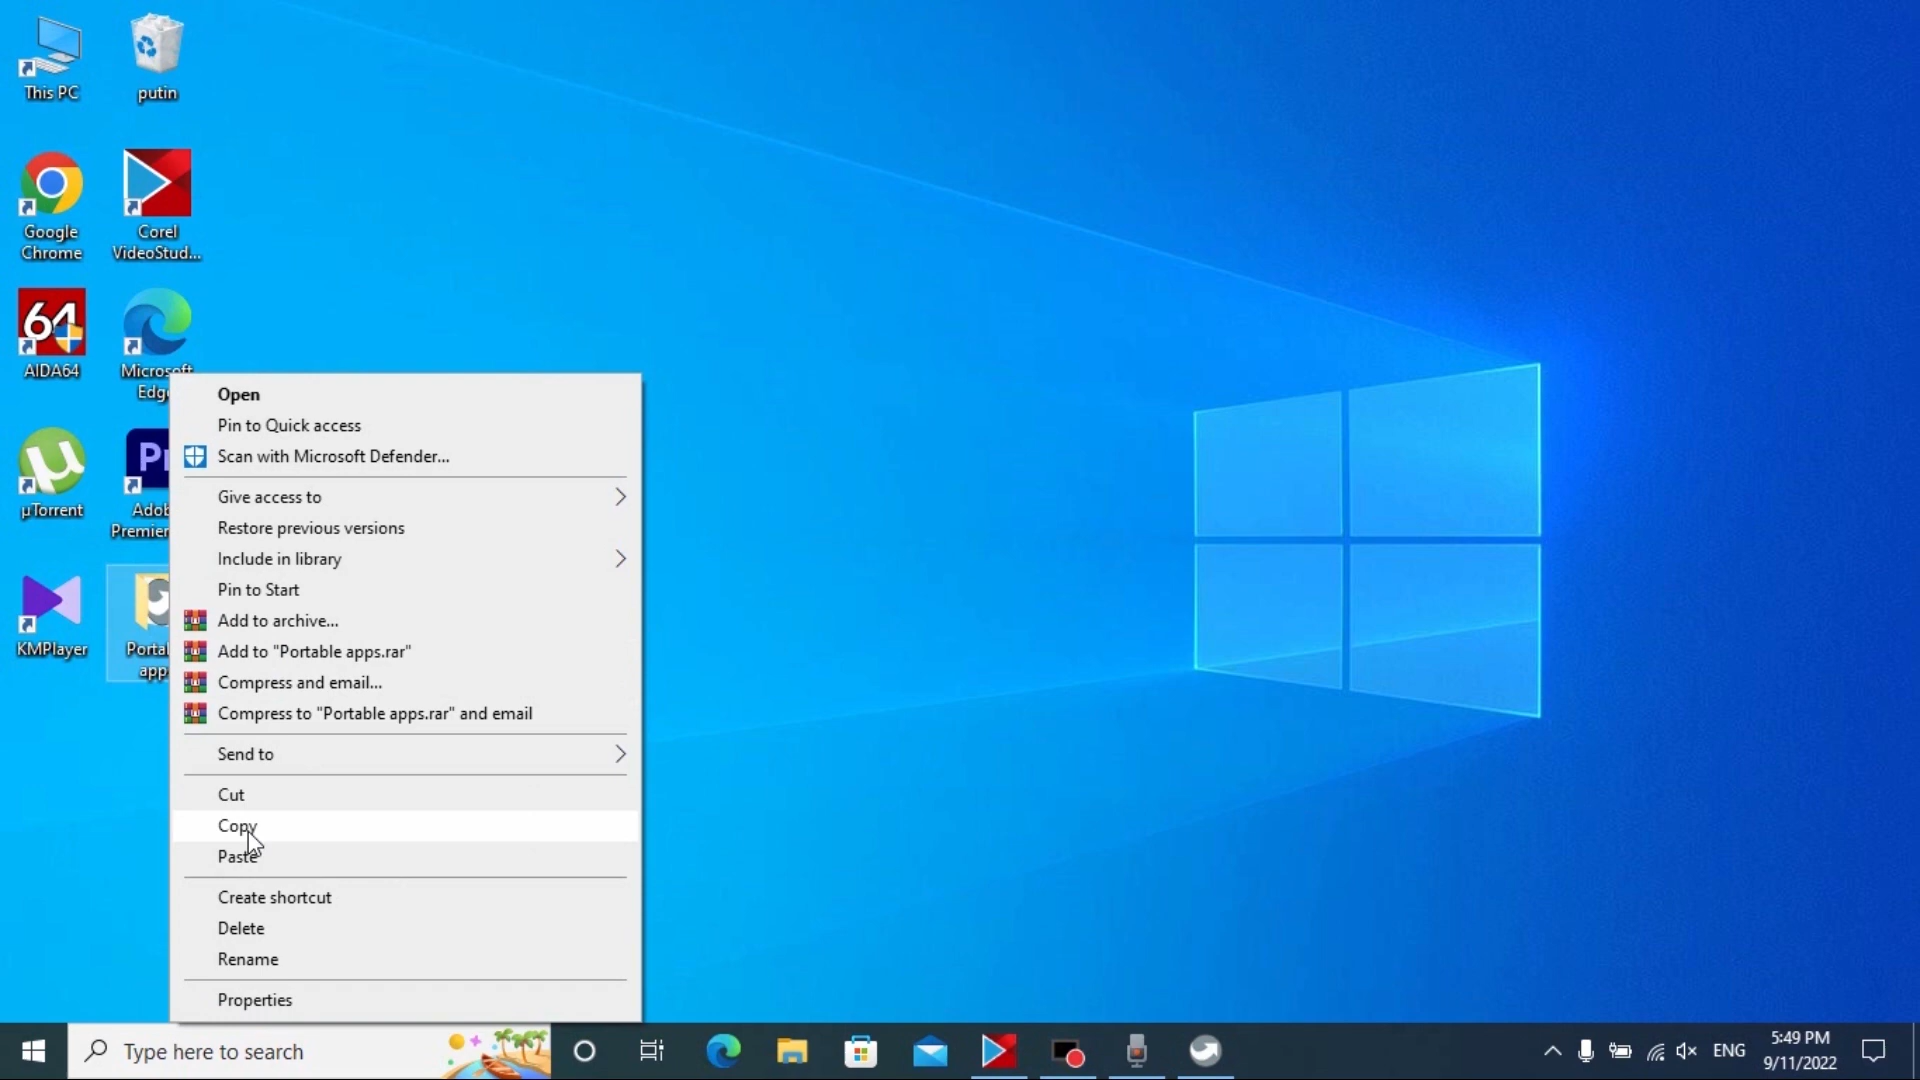 This PC
putin
Google
Chrome
Corel
VideoStud...
64
AIDA64
Microsoft
Edg
µTorrent
Pr
Adob
Premier
KMPlayer
Portal
app
Open
Pin to Quick access
Scan with Microsoft Defender...
Give access to
Restore previous versions
Include in library
Pin to Start
Add to archive...
Add to "Portable apps.rar"
Compress and email...
Compress to "Portable apps.rar" and email
Send to
Cut
Copy
Paste
Create shortcut
Delete
Rename
Properties
Type here to search
ENG
5:49 PM
9/11/2022